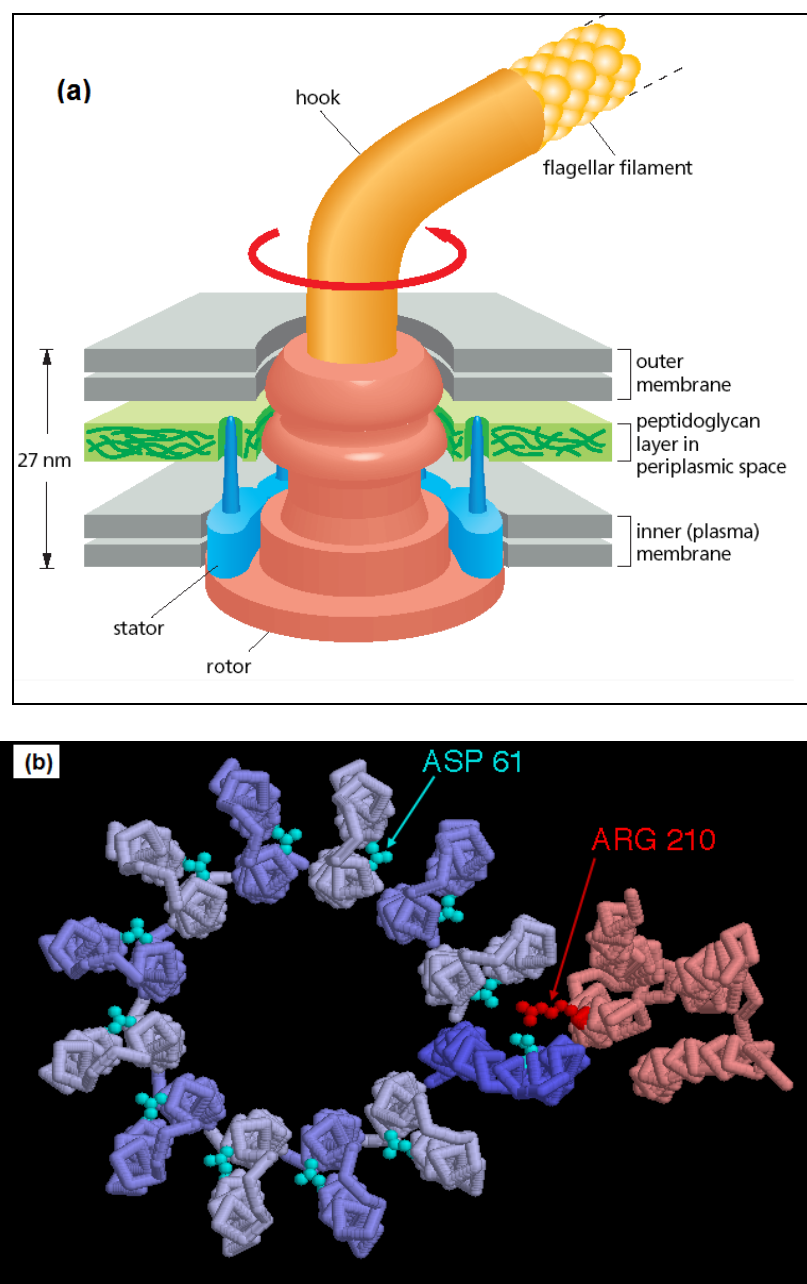 (a)
hook
flagellar filament
outer
membrane
peptidoglycan
layer in
periplasmic space
27 nm
inner (plasma)
membrane
stator
rotor
(b)
ASP 61
ARG 210